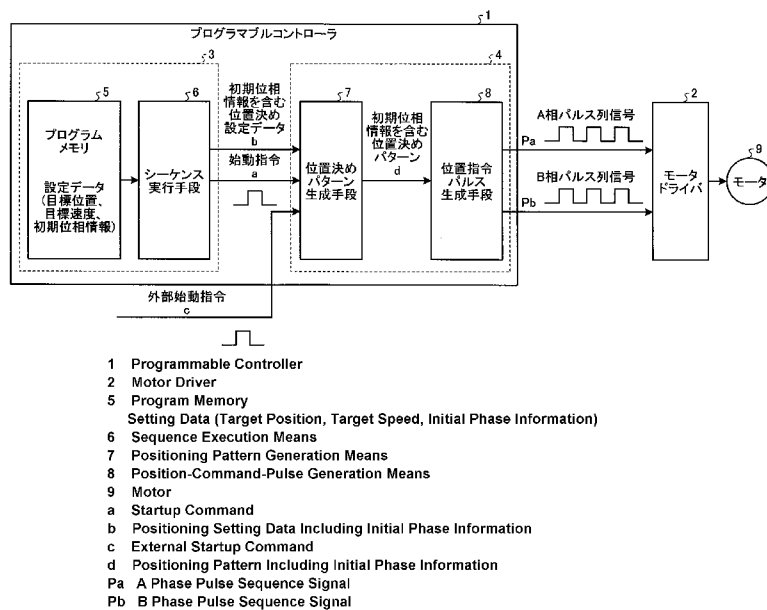 1
プログラマブルコントローラ
3
4
5
プログラム
メモリ
設定データ
(目標位置、
目標速度、
初期位相情報)
6
シーケンス
実行手段
初期位相
情報を含む
位置決め
設定データ
b
始動指令
a
7
位置決め
パターン
生成手段
初期位相
情報を含む
位置決め
パターン
d
8
位置指令
パルス
生成手段
A相パルス列信号
Pa
B相パルス列信号
Pb
2
モータ
ドライバ
9
モータ
外部始動指令
c
1 Programmable Controller
2 Motor Driver
5 Program Memory
Setting Data (Target Position, Target Speed, Initial Phase Information)
6 Sequence Execution Means
7 Positioning Pattern Generation Means
8 Position-Command-Pulse Generation Means
9 Motor
a Startup Command
b Positioning Setting Data Including Initial Phase Information
c External Startup Command
d Positioning Pattern Including Initial Phase Information
Pa A Phase Pulse Sequence Signal
Pb B Phase Pulse Sequence Signal